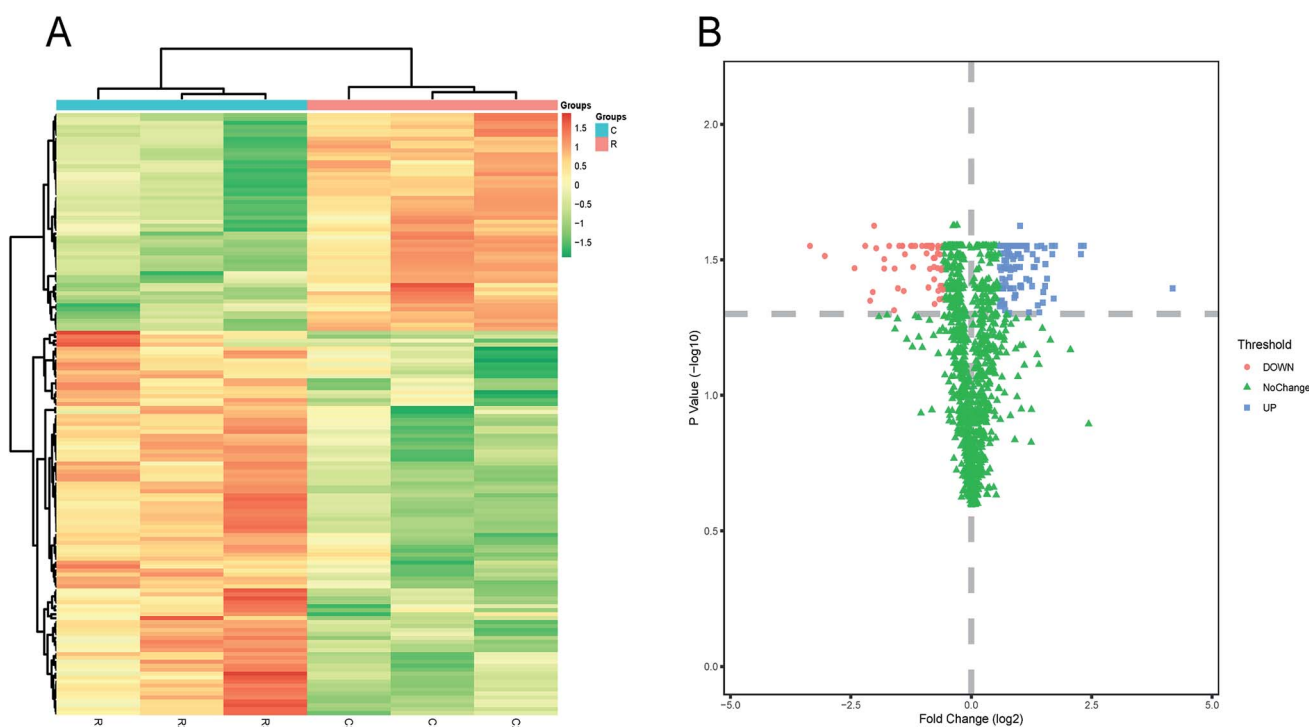 A
Groups
1.5
1
0.5
0
−0.5
−1
−1.5
Groups
C
R
R
R
R
C
C
C
B
2.0
1.5
1.0
0.5
0.0
P Value (−log10)
−5.0
−2.5
0.0
2.5
5.0
Fold Change (log2)
Threshold
DOWN
NoChange
UP